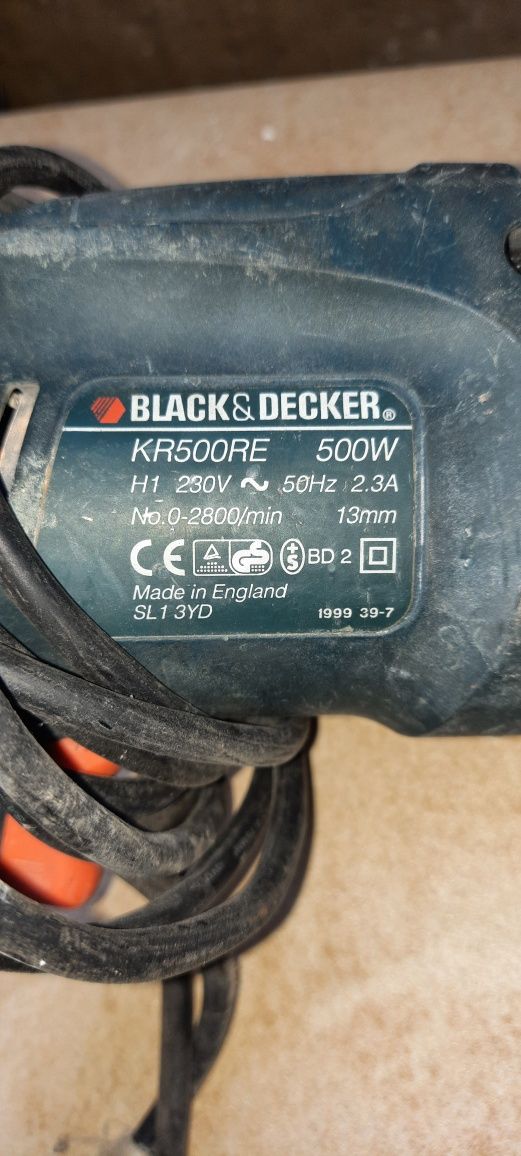 BLACK&DECKER®
KR500RE 500W
H1 230V ~ 50Hz 2.3A
No.0-2800/min 13mm
CE GS +S BD 2
Made in England
SL1 3YD 1999 39-7